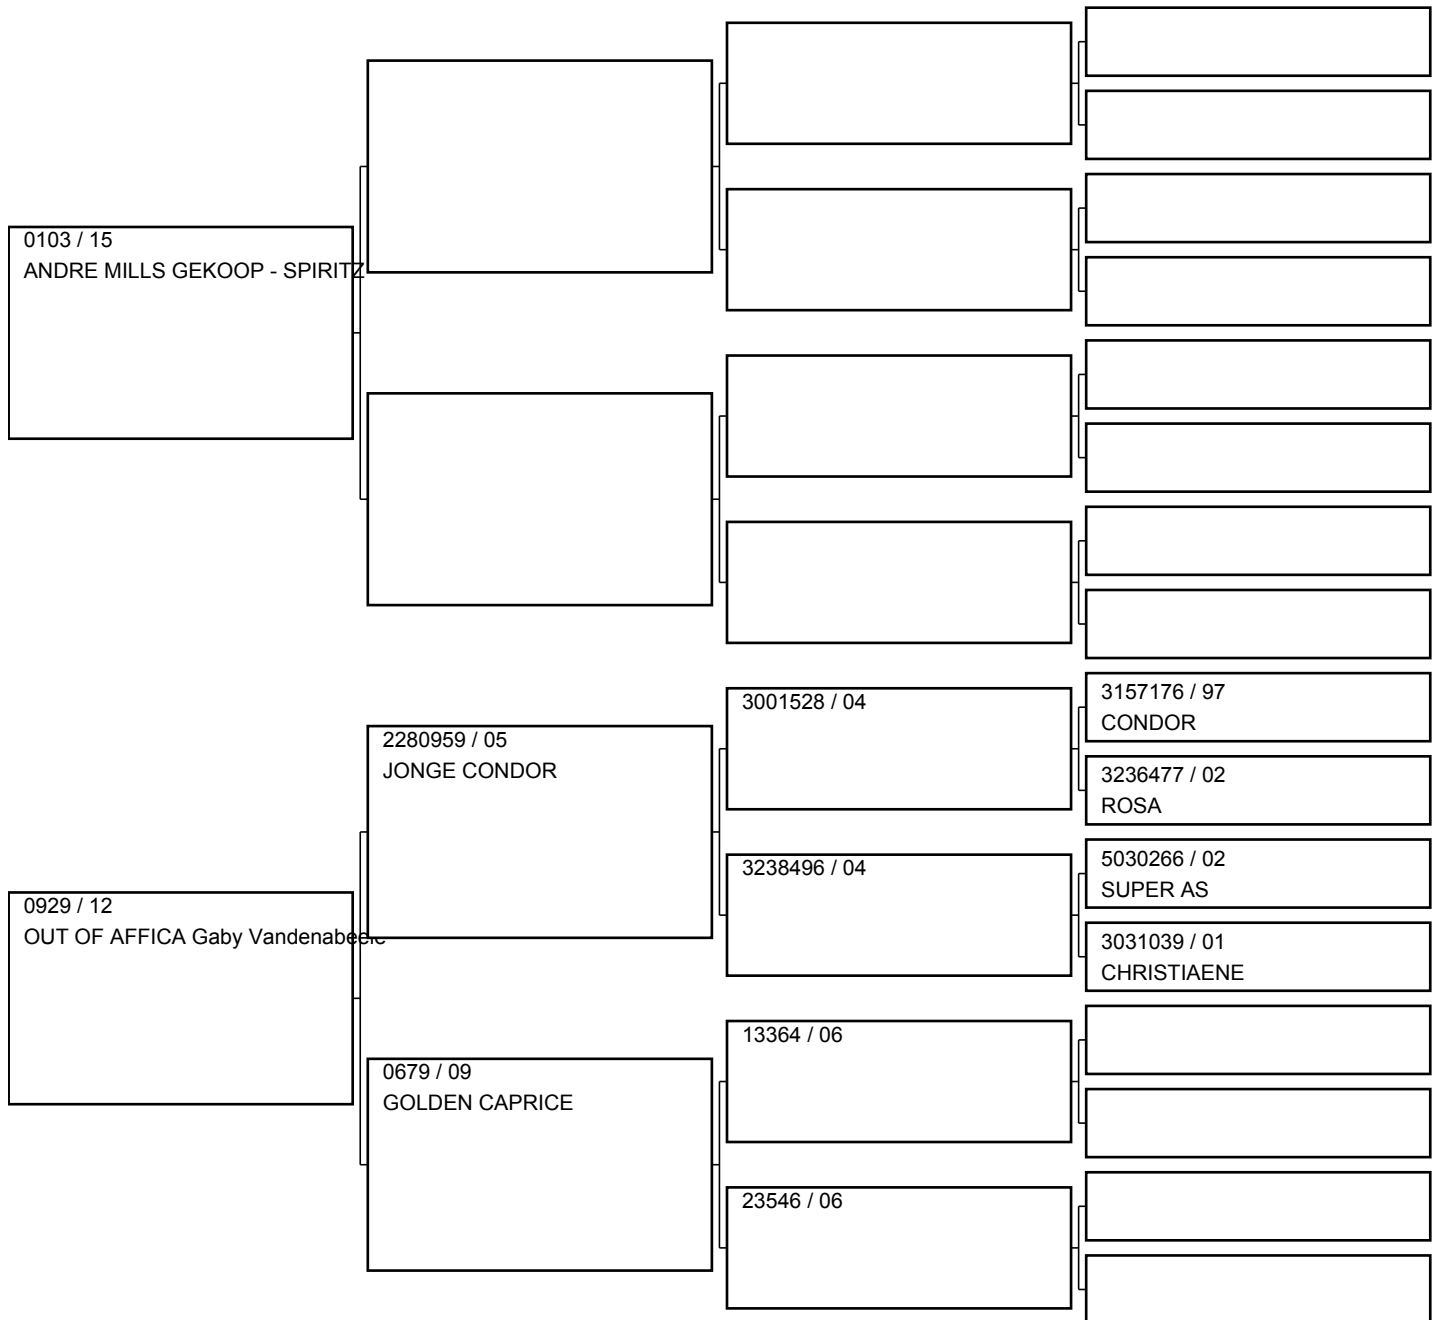 0103 / 15
ANDRE MILLS GEKOOP - SPIRITZ
0929 / 12
OUT OF AFFICA Gaby Vandenabeele
2280959 / 05
JONGE CONDOR
0679 / 09
GOLDEN CAPRICE
3001528 / 04
3238496 / 04
13364 / 06
23546 / 06
3157176 / 97
CONDOR
3236477 / 02
ROSA
5030266 / 02
SUPER AS
3031039 / 01
CHRISTIAENE